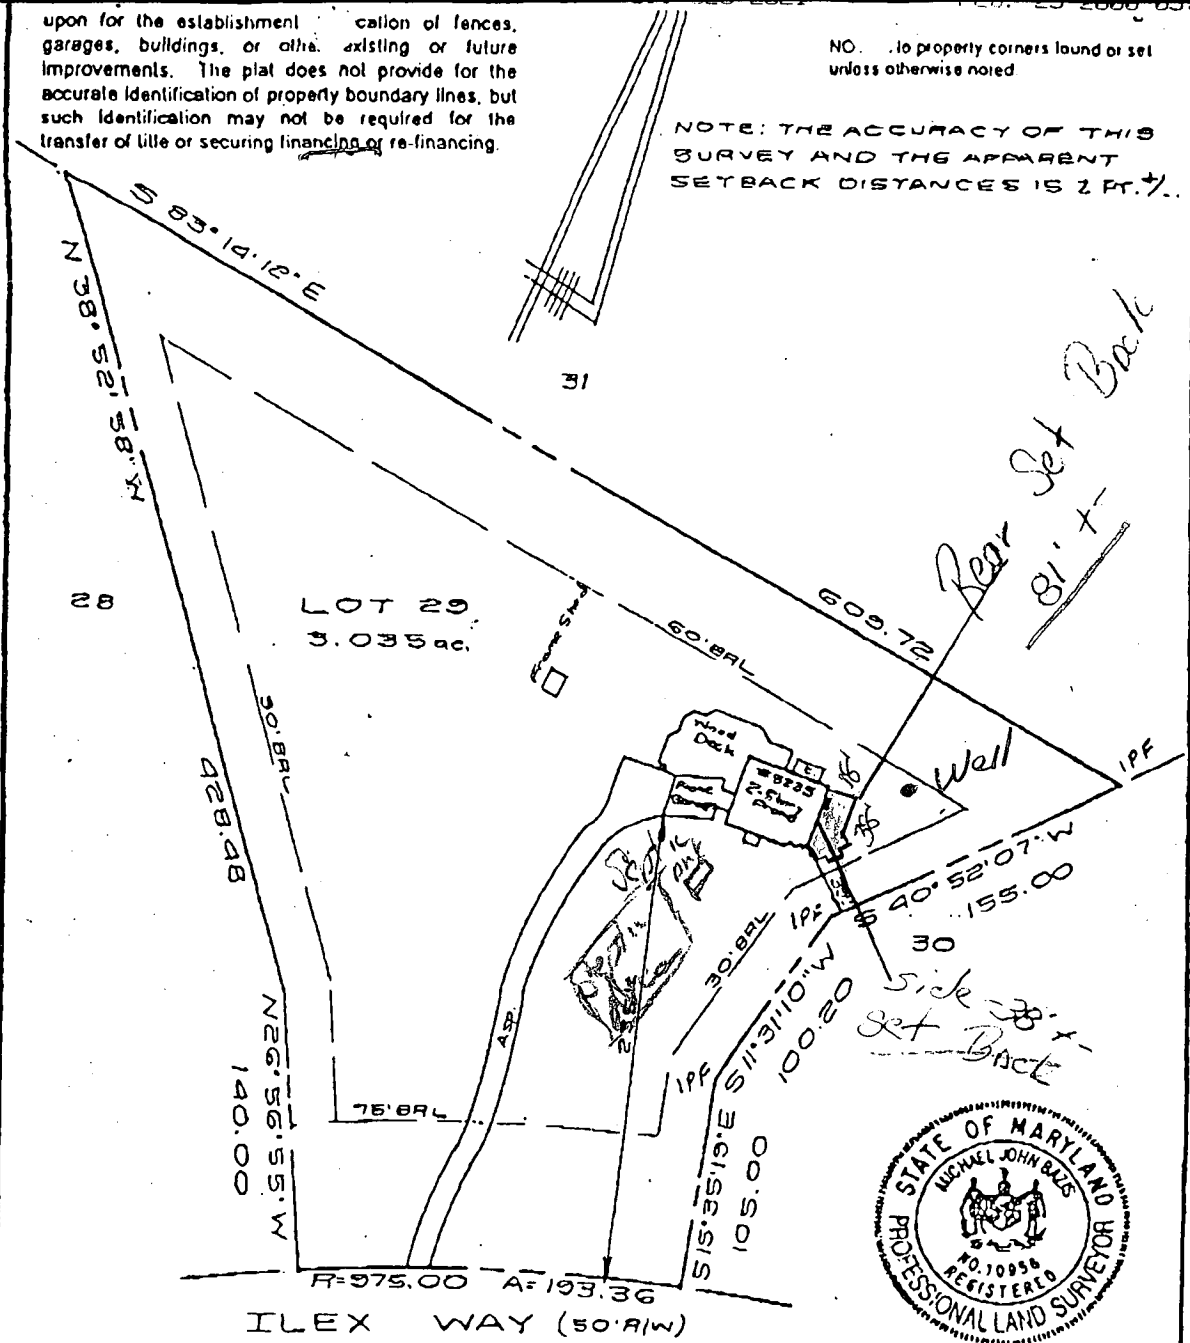 upon for the establishment cation of fences,
garages, buildings, or existing or future
improvements. The plat does not provide for the
accurate identification of property boundary lines, but
such identification may not be required for the
transfer of title or securing financing or re-financing.
NO. to property corners found or set
unless otherwise noted
NOTE: THE ACCURACY OF THIS
SURVEY AND THE APPARENT
SETBACK DISTANCES IS 2 FT. +/-.
S 83° 14' 12" E
N 38° 52' 58" W
31
Rear Set Back
81' +-
28
LOT 29
3.035 ac.
Frame Shed
60' BRL
609.72
30' BRL
428.48
Wood
Deck
#8235
2-Story
Well
IPF
S 40° 52' 07" W
155.00
IPF
30
30' BRL
Side - 38' +-
Set Back
S 11° 31' 10" W
100.20
IPF
ASP.
75' BRL
N 26° 56' 55" W
140.00
S 15° 35' 19" E
105.00
R=975.00 A=193.36
ILEX WAY (50' R/W)
STATE OF MARYLAND
MICHAEL JOHN BAZIS
NO. 10956
REGISTERED
PROFESSIONAL LAND SURVEYOR